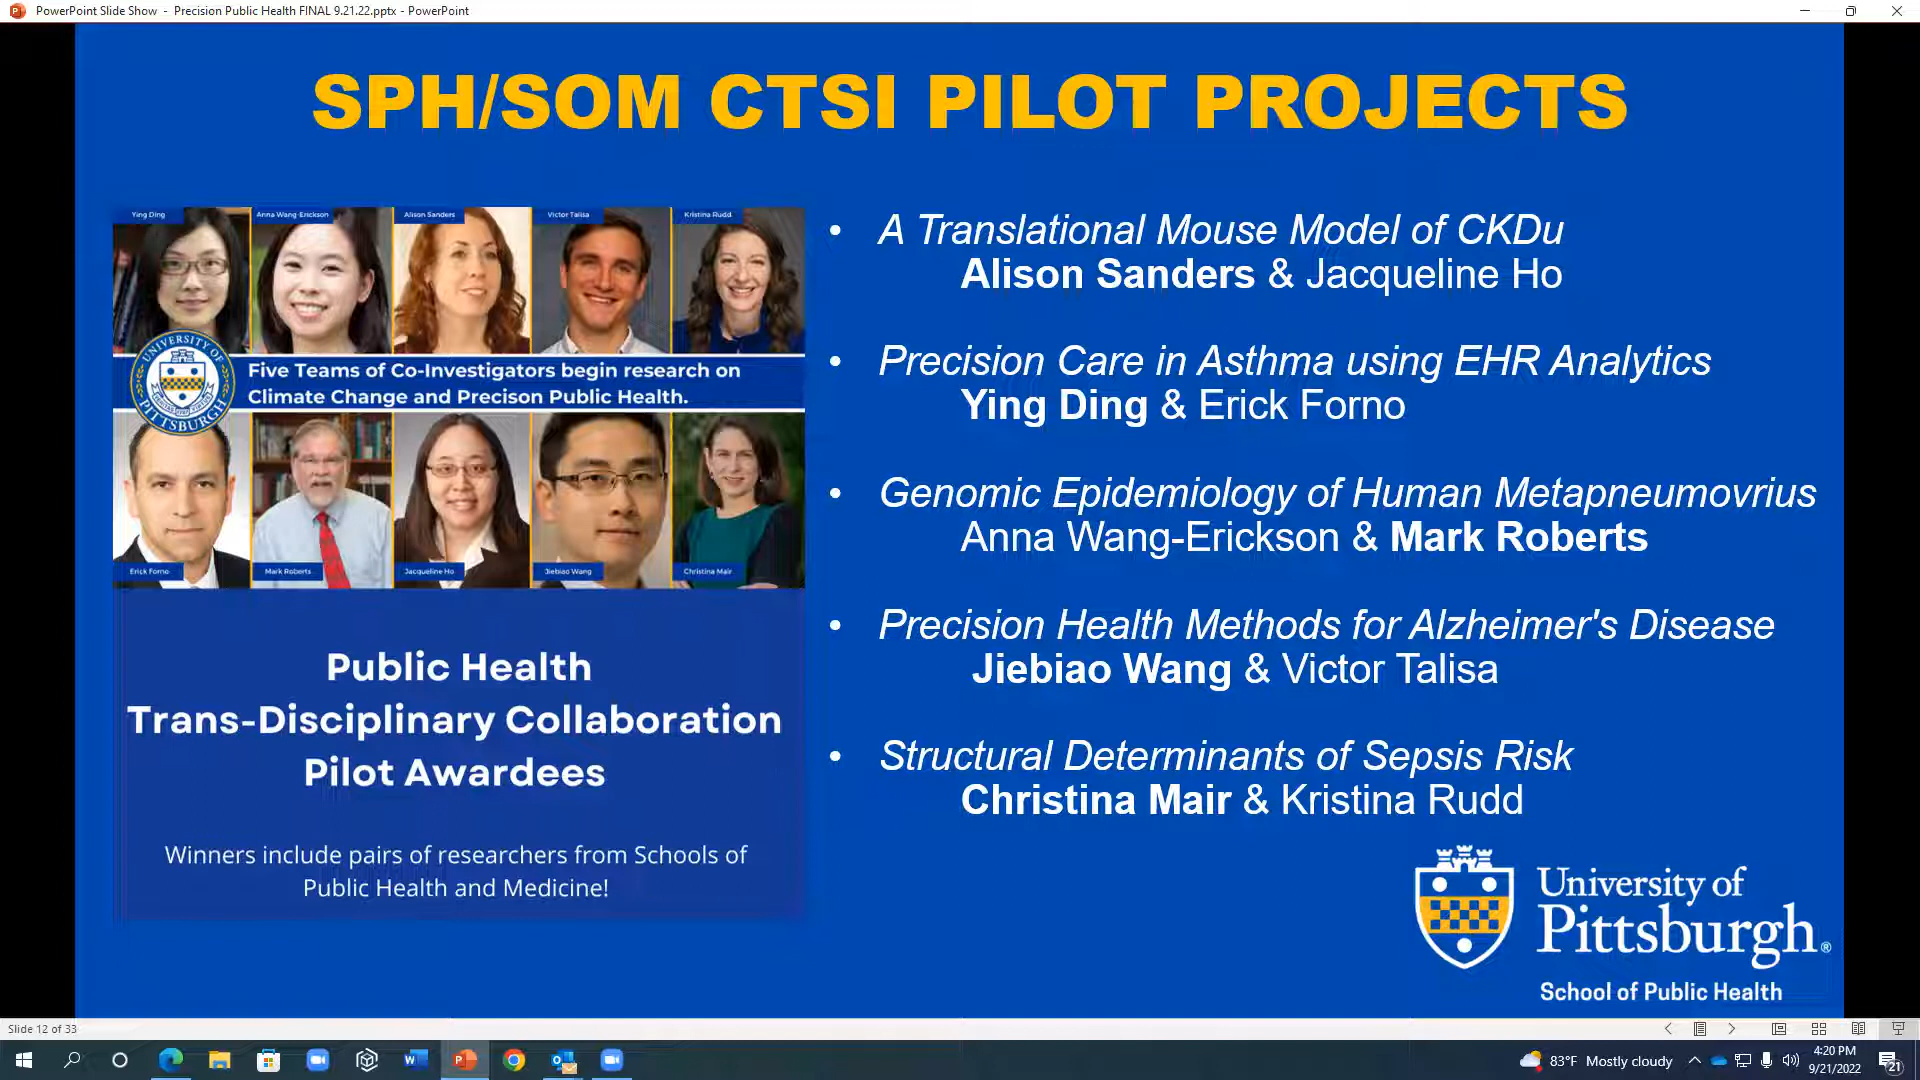 PowerPoint Slide Show - Precision Public Health FINAL 9.21.22.pptx - PowerPoint
SPH/SOM CTSI PILOT PROJECTS
Ying Ding
Anna Wang-Erickson
Alison Sanders
Victor Talisa
Kristina Rudd
UNIVERSITY OF
PITTSBURGH
Five Teams of Co-Investigators begin research on
Climate Change and Precison Public Health.
Erick Forno
Mark Roberts
Jacqueline Ho
Jiebiao Wang
Christina Mair
Public Health
Trans-Disciplinary Collaboration
Pilot Awardees
Winners include pairs of researchers from Schools of
Public Health and Medicine!
• A Translational Mouse Model of CKDu
Alison Sanders & Jacqueline Ho
• Precision Care in Asthma using EHR Analytics
Ying Ding & Erick Forno
• Genomic Epidemiology of Human Metapneumovrius
Anna Wang-Erickson & Mark Roberts
• Precision Health Methods for Alzheimer's Disease
Jiebiao Wang & Victor Talisa
• Structural Determinants of Sepsis Risk
Christina Mair & Kristina Rudd
University of
Pittsburgh®
School of Public Health
Slide 12 of 33
83°F Mostly cloudy
4:20 PM
9/21/2022
21